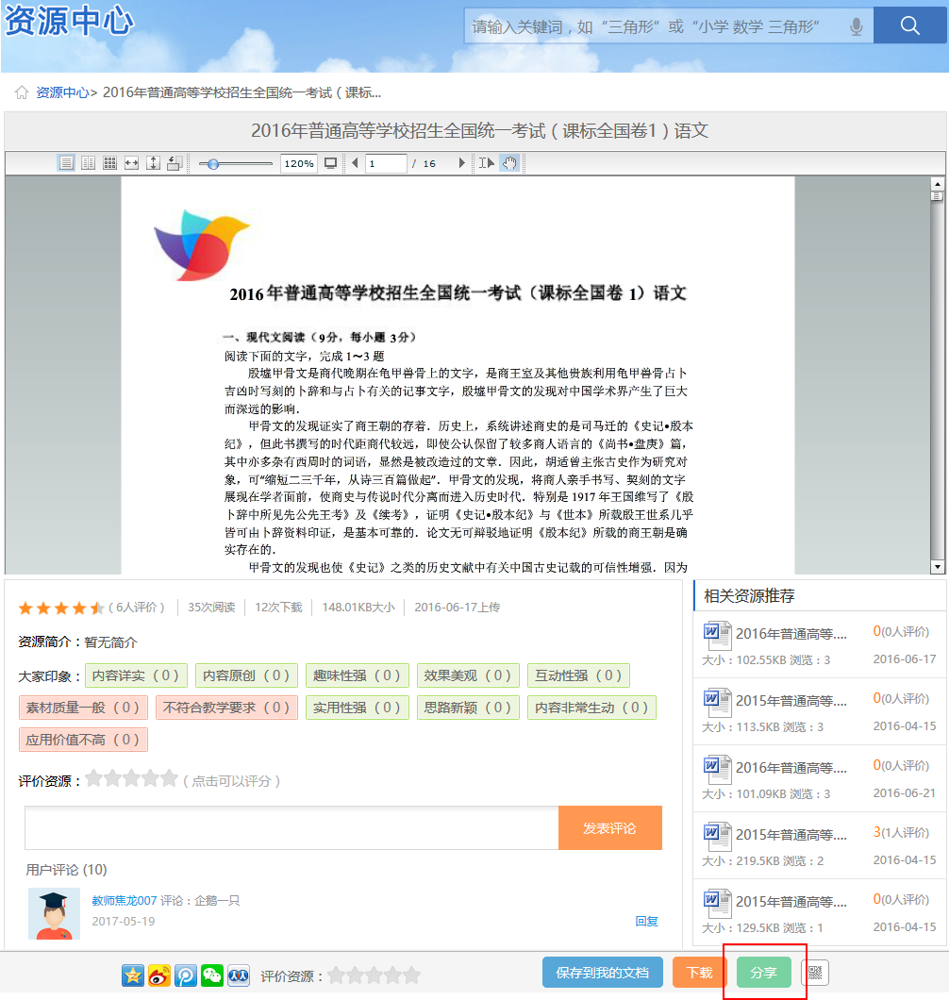 资源中心
请输入关键词，如“三角形”或“小学 数学 三角形”
资源中心> 2016年普通高等学校招生全国统一考试（课标...
2016年普通高等学校招生全国统一考试（课标全国卷1）语文
120% 1 / 16
2016年普通高等学校招生全国统一考试（课标全国卷 1）语文
一、现代文阅读（9分，每小题 3分）
阅读下面的文字，完成 1～3 题
殷墟甲骨文是商代晚期在龟甲兽骨上的文字，是商王室及其他贵族利用龟甲兽骨占卜
吉凶时写刻的卜辞和与占卜有关的记事文字，殷墟甲骨文的发现对中国学术界产生了巨大
而深远的影响．
甲骨文的发现证实了商王朝的存着．历史上，系统讲述商史的是司马迁的《史记•殷本
纪》，但此书撰写的时代距商代较远，即使公认保留了较多商人语言的《尚书•盘庚》篇，
其中亦多杂有西周时的词语，显然是被改造过的文章．因此，胡适曾主张古史作为研究对
象，可“缩短二三千年，从诗三百篇做起”．甲骨文的发现，将商人亲手书写、契刻的文字
展现在学者面前，使商史与传说时代分离而进入历史时代．特别是 1917 年王国维写了《殷
卜辞中所见先公先王考》及《续考》，证明《史记•殷本纪》与《世本》所载殷王世系几乎
皆可由卜辞资料印证，是基本可靠的．论文无可辩驳地证明《殷本纪》所载的商王朝是确
实存在的．
甲骨文的发现也使《史记》之类的历史文献中有关中国古史记载的可信性增强．因为
（6人评价） 35次阅读 12次下载 148.01KB大小 2016-06-17上传
资源简介：暂无简介
大家印象： 内容详实（0） 内容原创（0） 趣味性强（0） 效果美观（0） 互动性强（0）
素材质量一般（0） 不符合教学要求（0） 实用性强（0） 思路新颖（0） 内容非常生动（0）
应用价值不高（0）
评价资源： （点击可以评分）
发表评论
用户评论 (10)
教师焦龙007 评论：企鹅一只
2017-05-19
回复
相关资源推荐
2016年普通高等.... 0(0人评价)
大小：102.55KB 浏览：3 2016-06-17
2015年普通高等.... 0(0人评价)
大小：113.5KB 浏览：3 2016-04-15
2016年普通高等.... 0(0人评价)
大小：101.09KB 浏览：3 2016-06-21
2015年普通高等.... 3(1人评价)
大小：219.5KB 浏览：2 2016-04-15
2015年普通高等.... 0(0人评价)
大小：129.5KB 浏览：1 2016-04-15
评价资源： 保存到我的文档 下载 分享